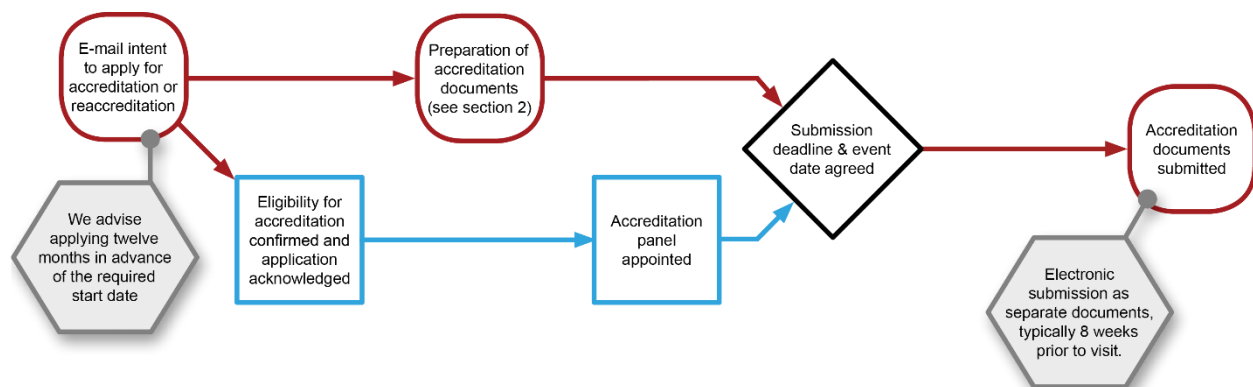 E-mail intent
to apply for
accreditation or
reaccreditation
Preparation of
accreditation
documents
(see section 2)
Submission
deadline & event
date agreed
Accreditation
documents
submitted
We advise
applying twelve
months in advance
of the required
start date
Eligibility for
accreditation
confirmed and
application
acknowledged
Accreditation
panel
appointed
Electronic
submission as
separate documents,
typically 8 weeks
prior to visit.